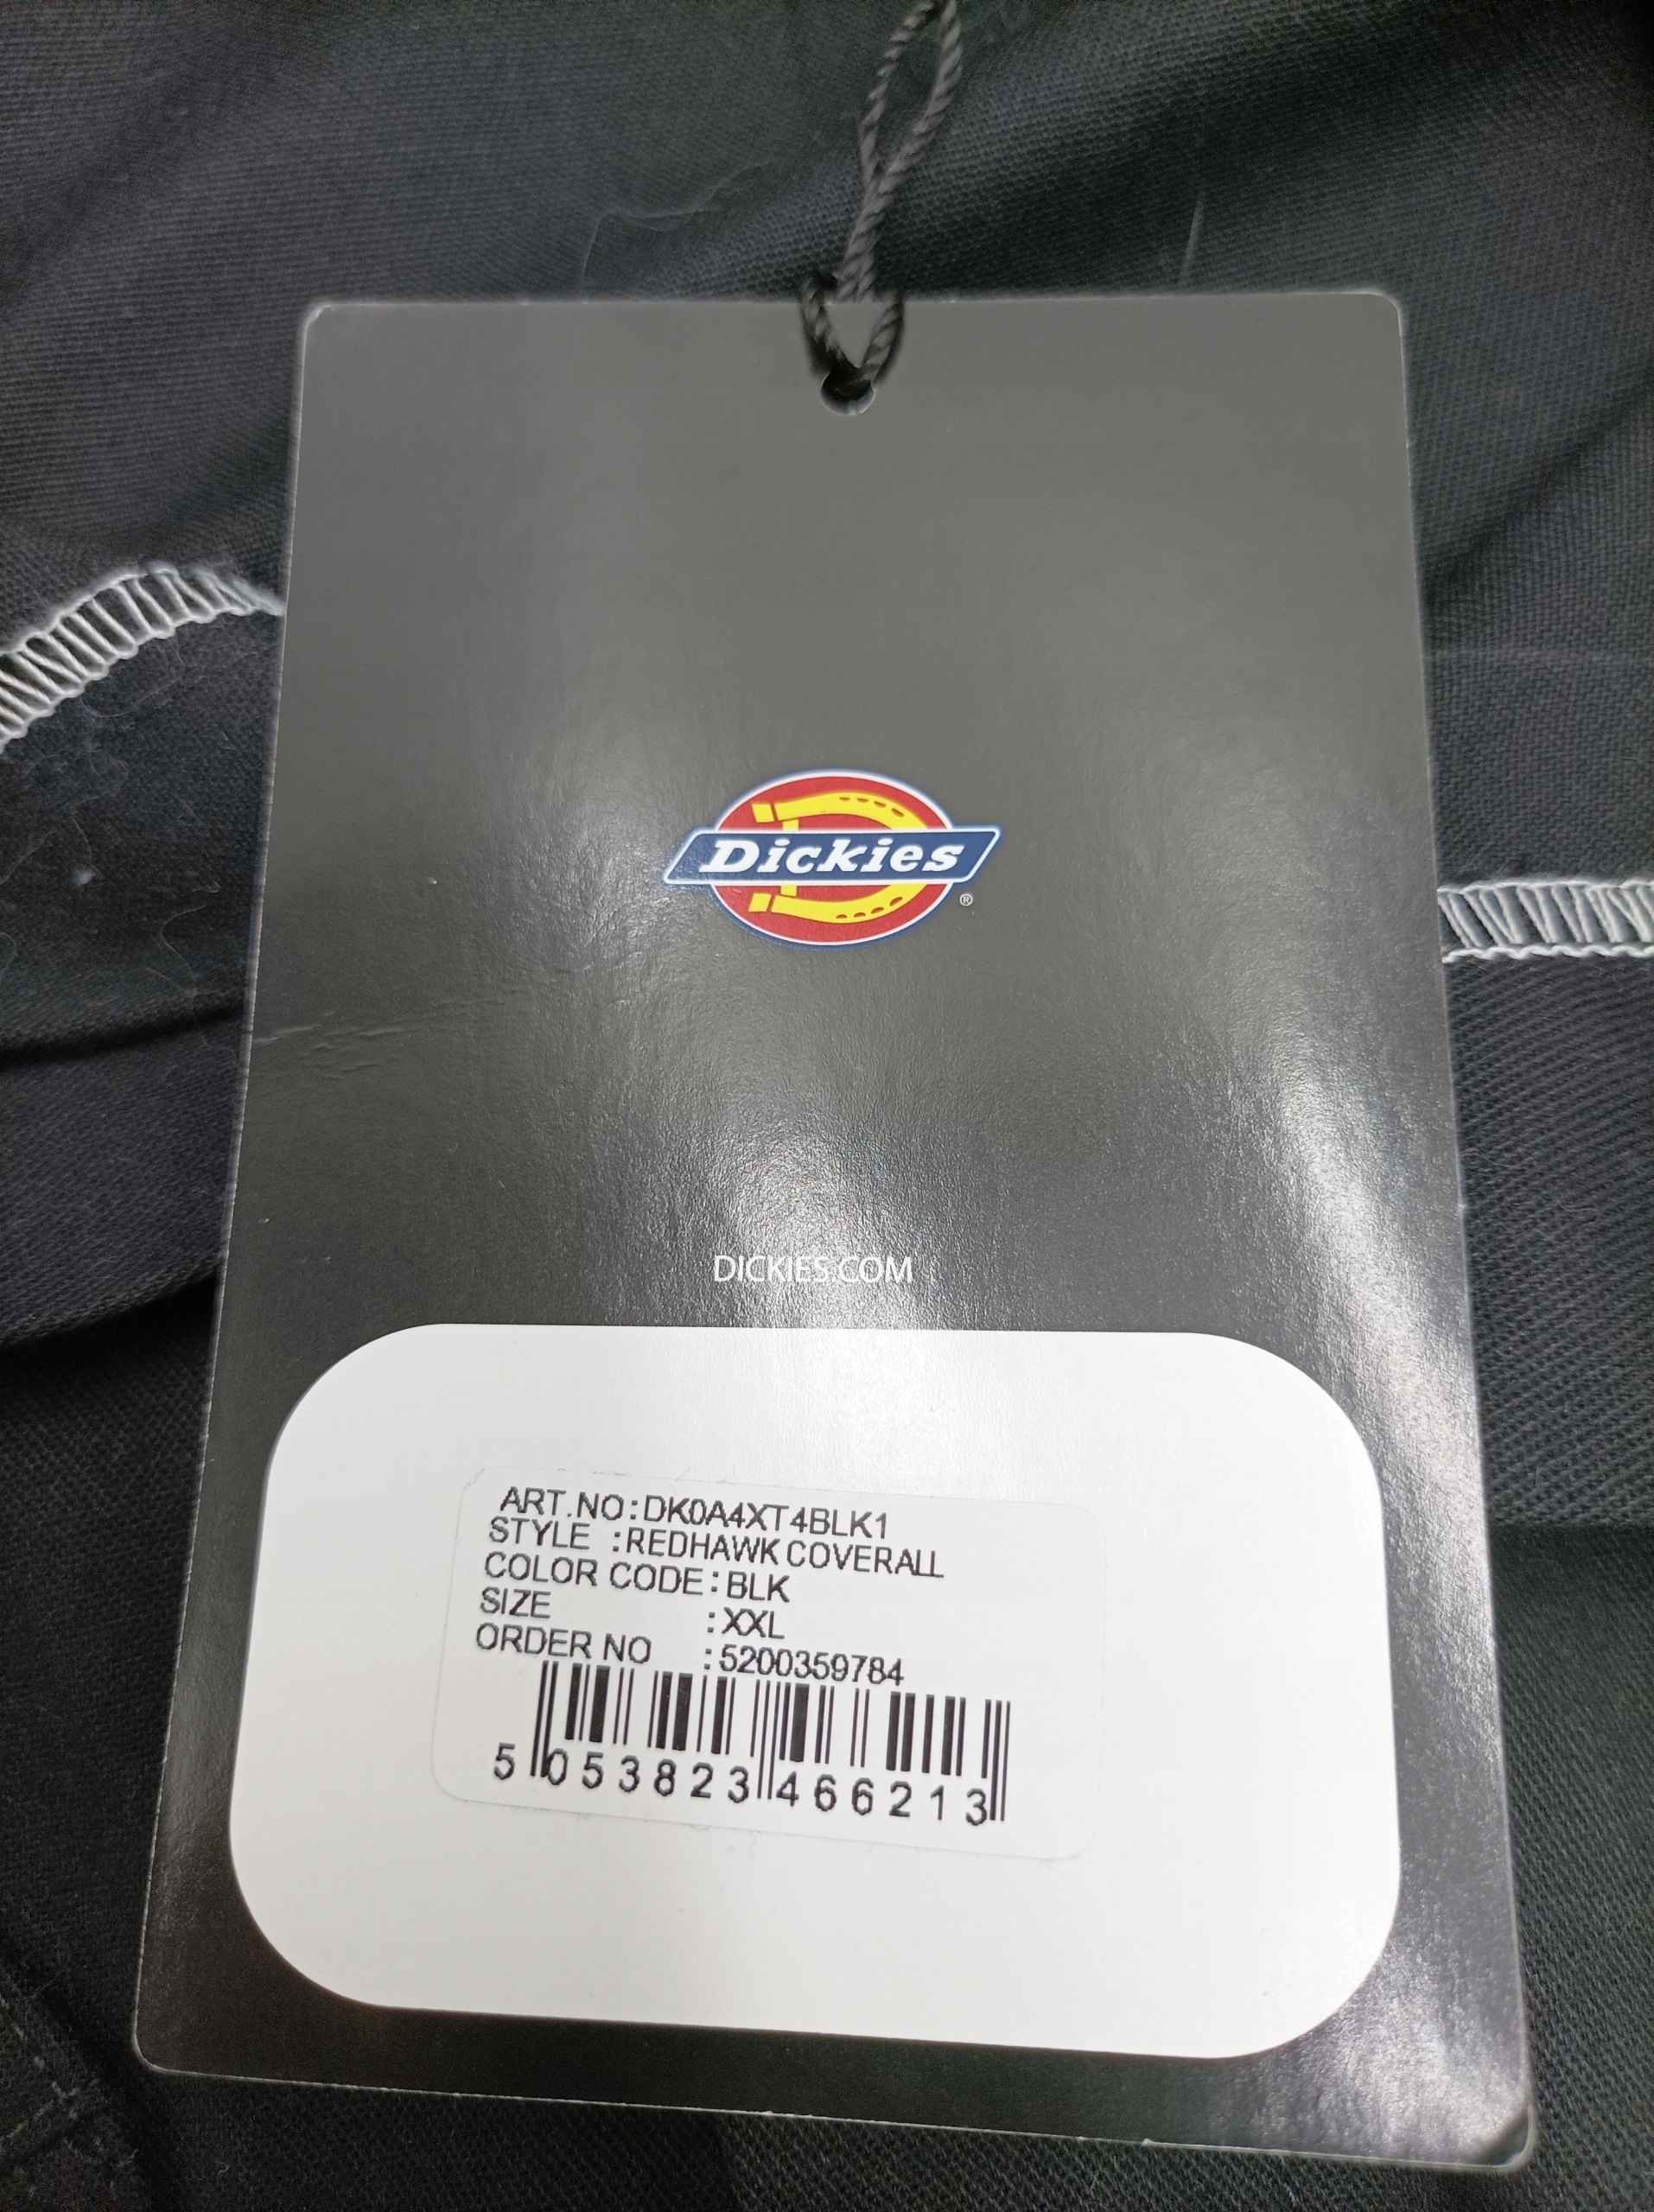 Dickies
®
DICKIES.COM
ART.NO:DK0A4XT4BLK1
STYLE :REDHAWK COVERALL
COLOR CODE:BLK
SIZE :XXL
ORDER NO :5200359784
5 053823 466213